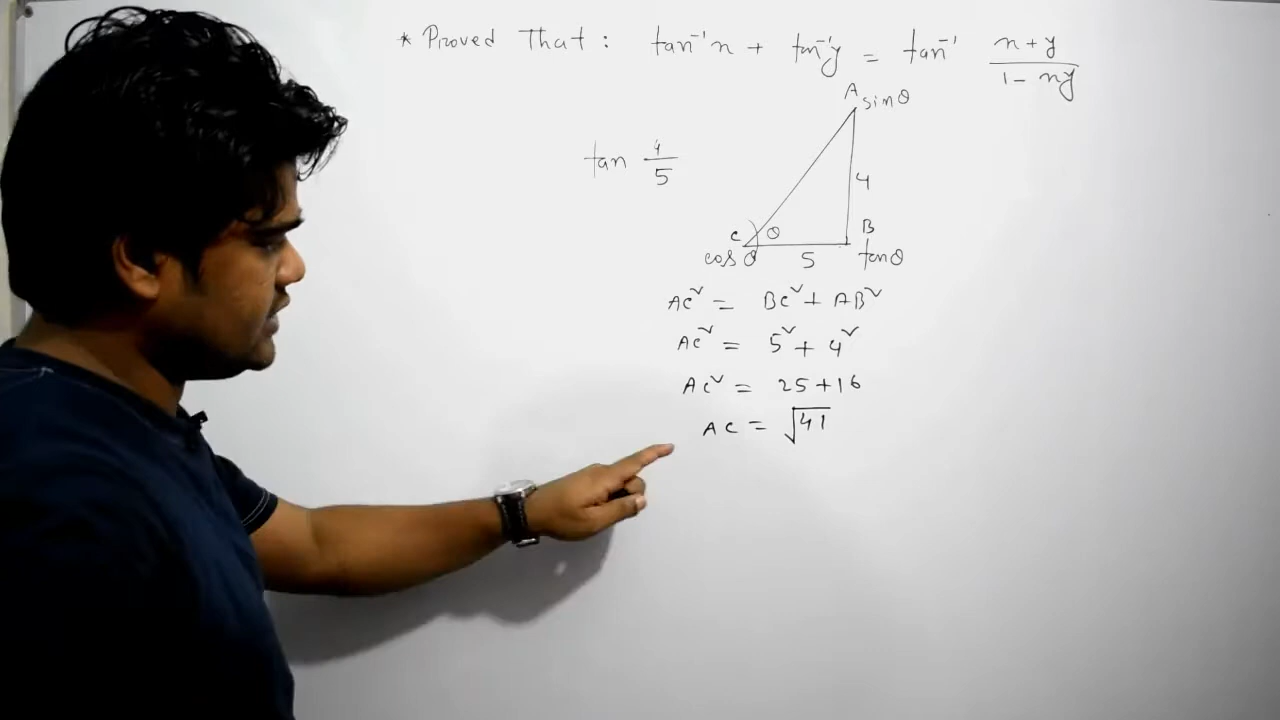 * Proved That : tan⁻¹x + tan⁻¹y = tan⁻¹ x+y / 1-xy
A sinθ
tan 4/5
4
C θ B
cosθ 5 tanθ
AC² = BC² + AB²
AC² = 5² + 4²
AC² = 25+16
AC = √41